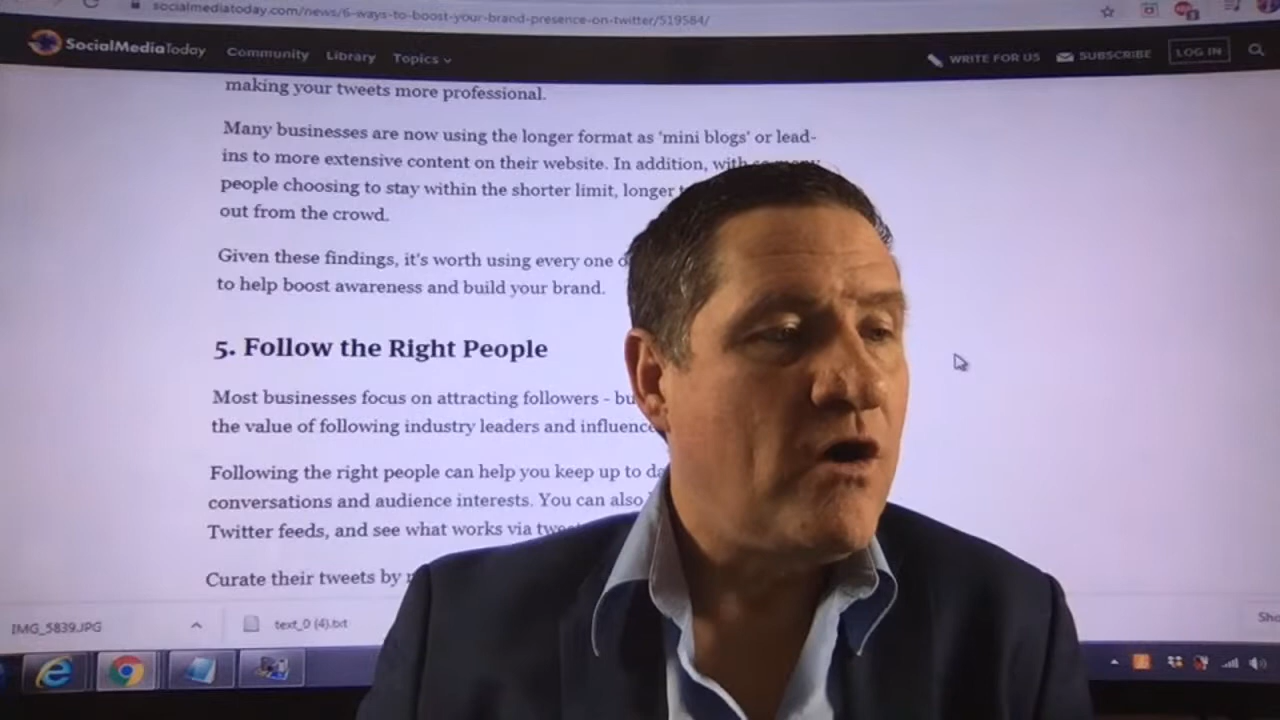 socialmediatoday.com/news/6-ways-to-boost-your-brand-presence-on-twitter/519584/
SocialMediaToday Community Library Topics WRITE FOR US SUBSCRIBE LOG IN
making your tweets more professional.
Many businesses are now using the longer format as 'mini blogs' or lead-
ins to more extensive content on their website. In addition, with so many
people choosing to stay within the shorter limit, longer
out from the crowd.
Given these findings, it's worth using every one
to help boost awareness and build your brand.
5. Follow the Right People
Most businesses focus on attracting followers -
the value of following industry leaders and
Following the right people can help you keep up to
conversations and audience interests. You can also
Twitter feeds, and see what works via
Curate their tweets by
IMG_5839.JPG text_0 (4).txt